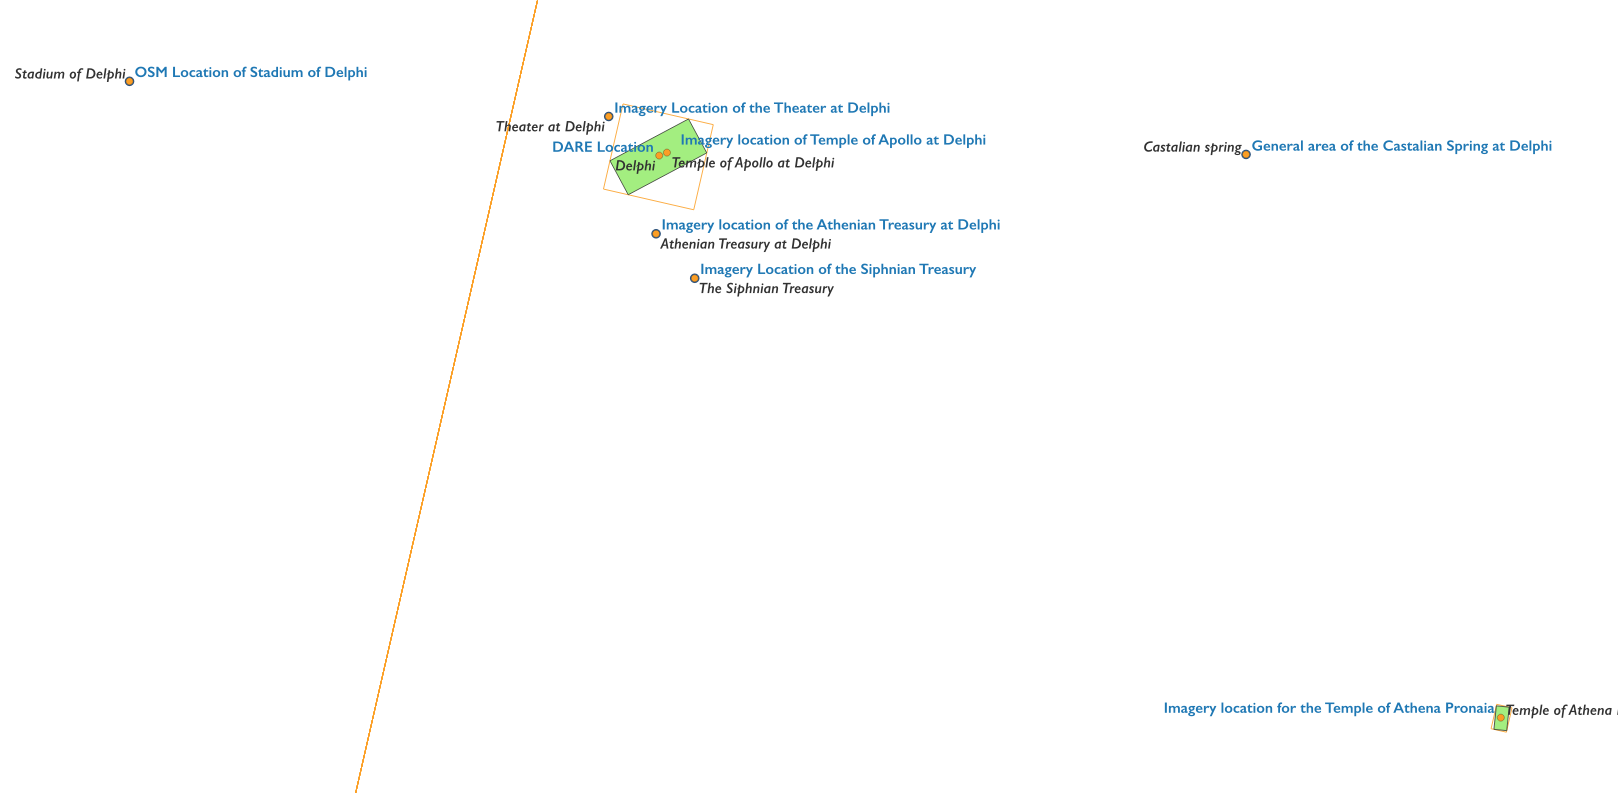 Stadium of Delphi
OSM Location of Stadium of Delphi
Imagery Location of the Theater at Delphi
Theater at Delphi
Imagery location of Temple of Apollo at Delphi
DARE Location
Delphi
Temple of Apollo at Delphi
Castalian spring
General area of the Castalian Spring at Delphi
Imagery location of the Athenian Treasury at Delphi
Athenian Treasury at Delphi
Imagery Location of the Siphnian Treasury
The Siphnian Treasury
Imagery location for the Temple of Athena Pronaia
Temple of Athena